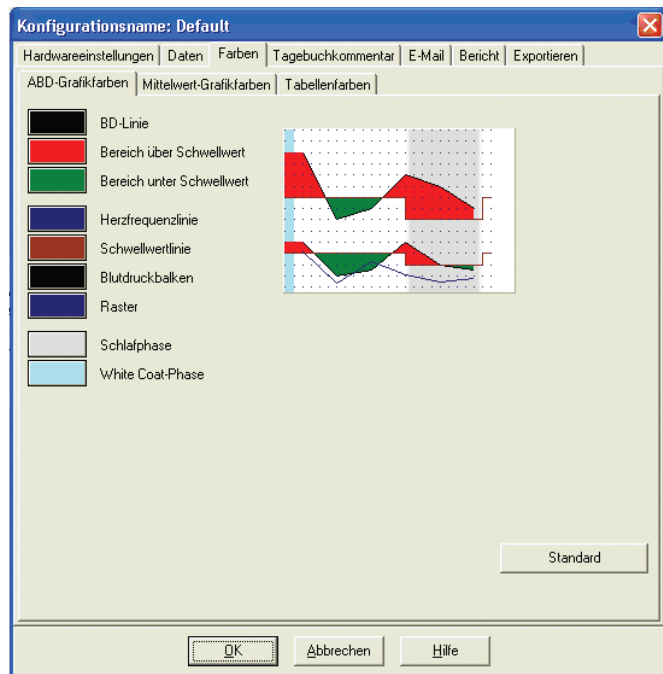 Konfigurationsname: Default
Hardwareeinstellungen Daten Farben Tagebuchkommentar E-Mail Bericht Exportieren
ABD-Grafikfarben Mittelwert-Grafikfarben Tabellenfarben
BD-Linie
Bereich über Schwellwert
Bereich unter Schwellwert
Herzfrequenzlinie
Schwellwertlinie
Blutdruckbalken
Raster
Schlafphase
White Coat-Phase
Standard
OK Abbrechen Hilfe